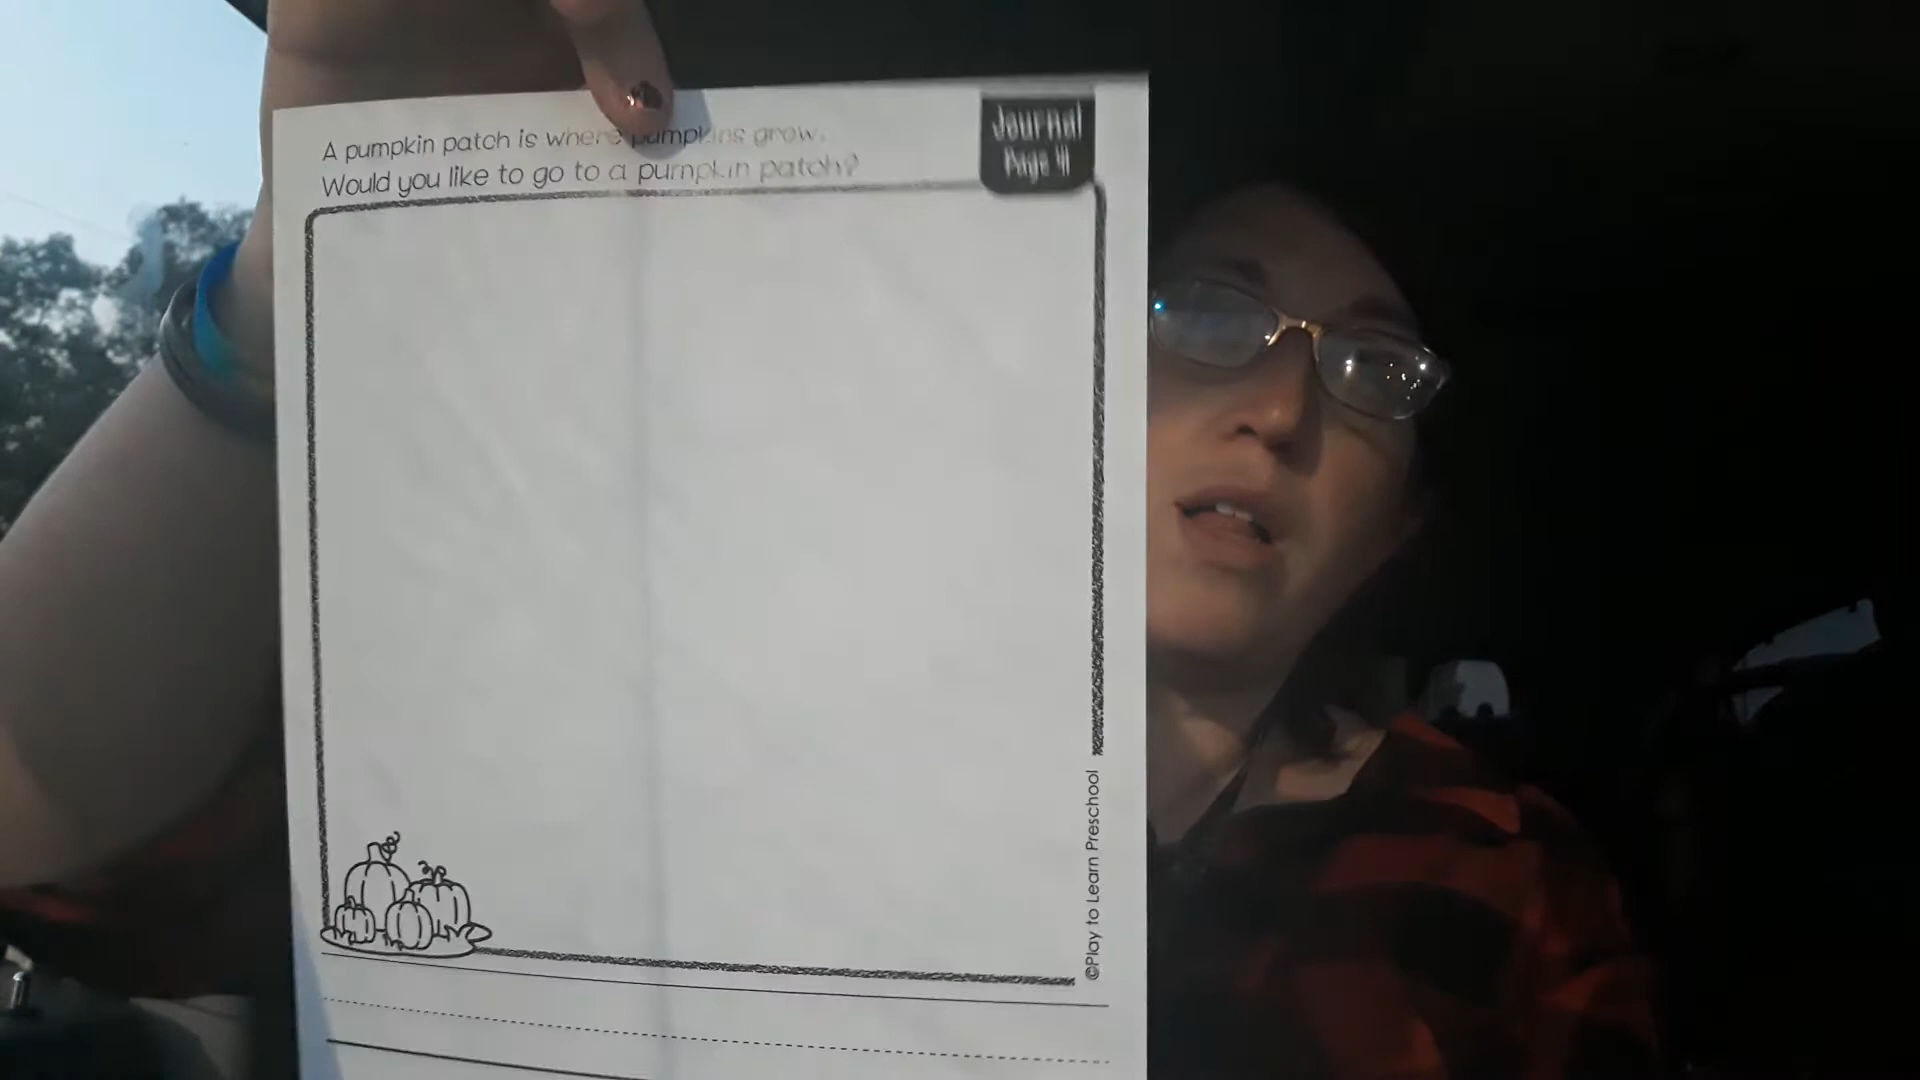 A pumpkin patch is where pumpkins grow.
Would you like to go to a pumpkin patch?
Journal
Page 4
©Play to Learn Preschool